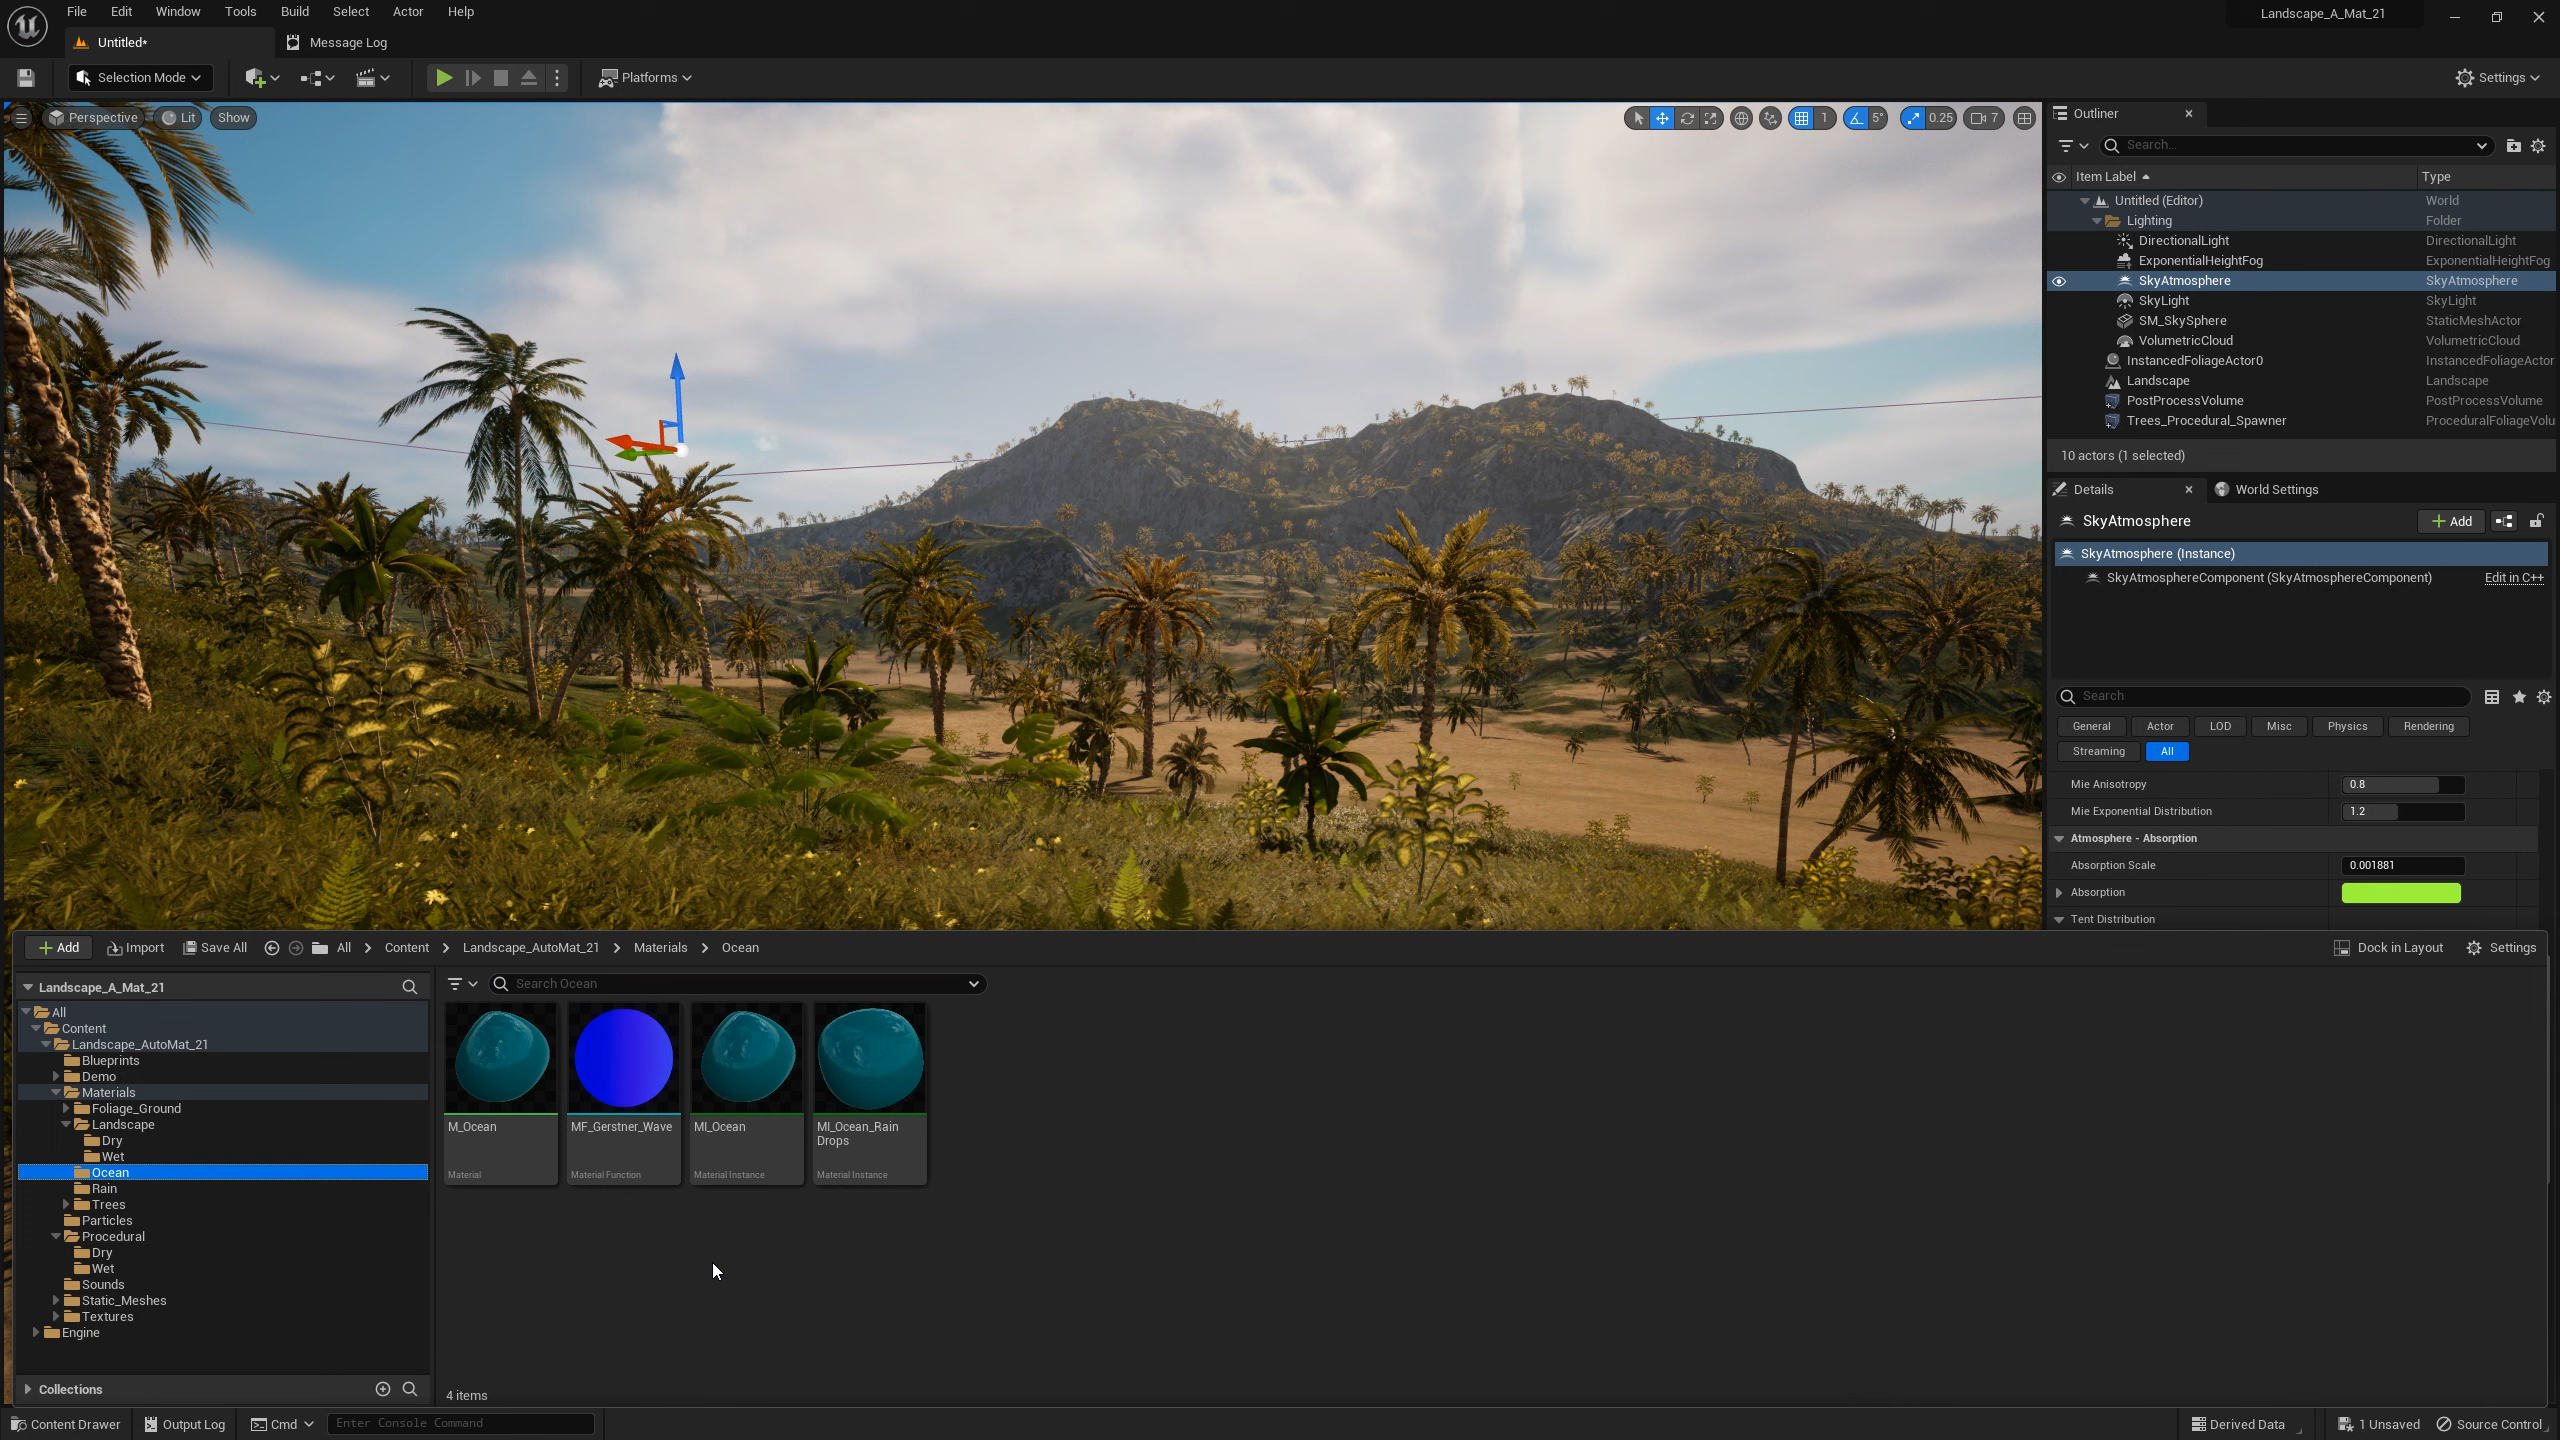 File Edit Window Tools Build Select Actor Help
Landscape_A_Mat_21
Untitled*
Message Log
Selection Mode
Platforms
Settings
Perspective
Lit
Show
1
5°
0.25
7
Outliner
Search...
Item Label
Type
Untitled (Editor) World
Lighting Folder
DirectionalLight DirectionalLight
ExponentialHeightFog ExponentialHeightFog
SkyAtmosphere SkyAtmosphere
SkyLight SkyLight
SM_SkySphere StaticMeshActor
VolumetricCloud VolumetricCloud
InstancedFoliageActor0 InstancedFoliageActor
Landscape Landscape
PostProcessVolume PostProcessVolume
Trees_Procedural_Spawner ProceduralFoliageVolu
10 actors (1 selected)
Details
World Settings
SkyAtmosphere
Add
SkyAtmosphere (Instance)
SkyAtmosphereComponent (SkyAtmosphereComponent)
Edit in C++
Search
General Actor LOD Misc Physics Rendering
Streaming All
Mie Anisotropy 0.8
Mie Exponential Distribution 1.2
Atmosphere - Absorption
Absorption Scale 0.001881
Absorption
Tent Distribution
Add
Import
Save All
All
Content
Landscape_AutoMat_21
Materials
Ocean
Dock in Layout
Settings
Landscape_A_Mat_21
All
Content
Landscape_AutoMat_21
Blueprints
Demo
Materials
Foliage_Ground
Landscape
Dry
Wet
Ocean
Rain
Trees
Particles
Procedural
Dry
Wet
Sounds
Static_Meshes
Textures
Engine
Collections
Search Ocean
M_Ocean
Material
MF_Gerstner_Wave
Material Function
MI_Ocean
Material Instance
MI_Ocean_Rain
Drops
Material Instance
4 items
Content Drawer
Output Log
Cmd
Enter Console Command
Derived Data
1 Unsaved
Source Control